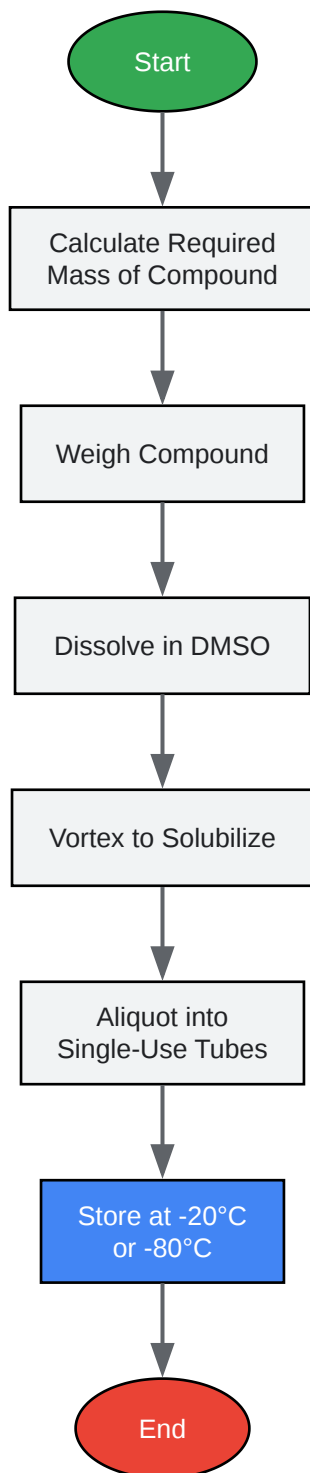 Start
Calculate Required
Mass of Compound
Weigh Compound
Dissolve in DMSO
Vortex to Solubilize
Aliquot into
Single-Use Tubes
Store at -20°C
or -80°C
End